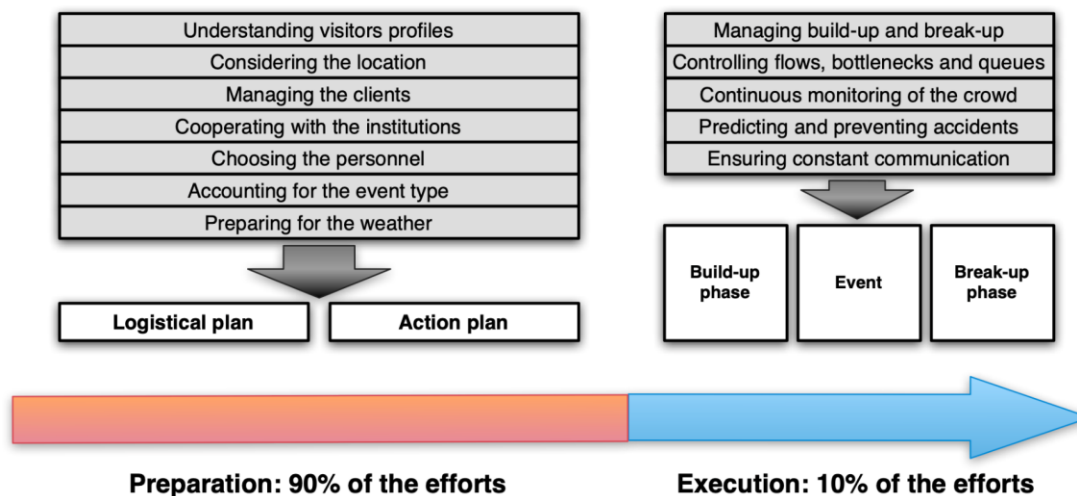 Understanding visitors profiles
Considering the location
Managing the clients
Cooperating with the institutions
Choosing the personnel
Accounting for the event type
Preparing for the weather
Logistical plan
Action plan
Managing build-up and break-up
Controlling flows, bottlenecks and queues
Continuous monitoring of the crowd
Predicting and preventing accidents
Ensuring constant communication
Build-up
phase
Event
Break-up
phase
Preparation: 90% of the efforts
Execution: 10% of the efforts